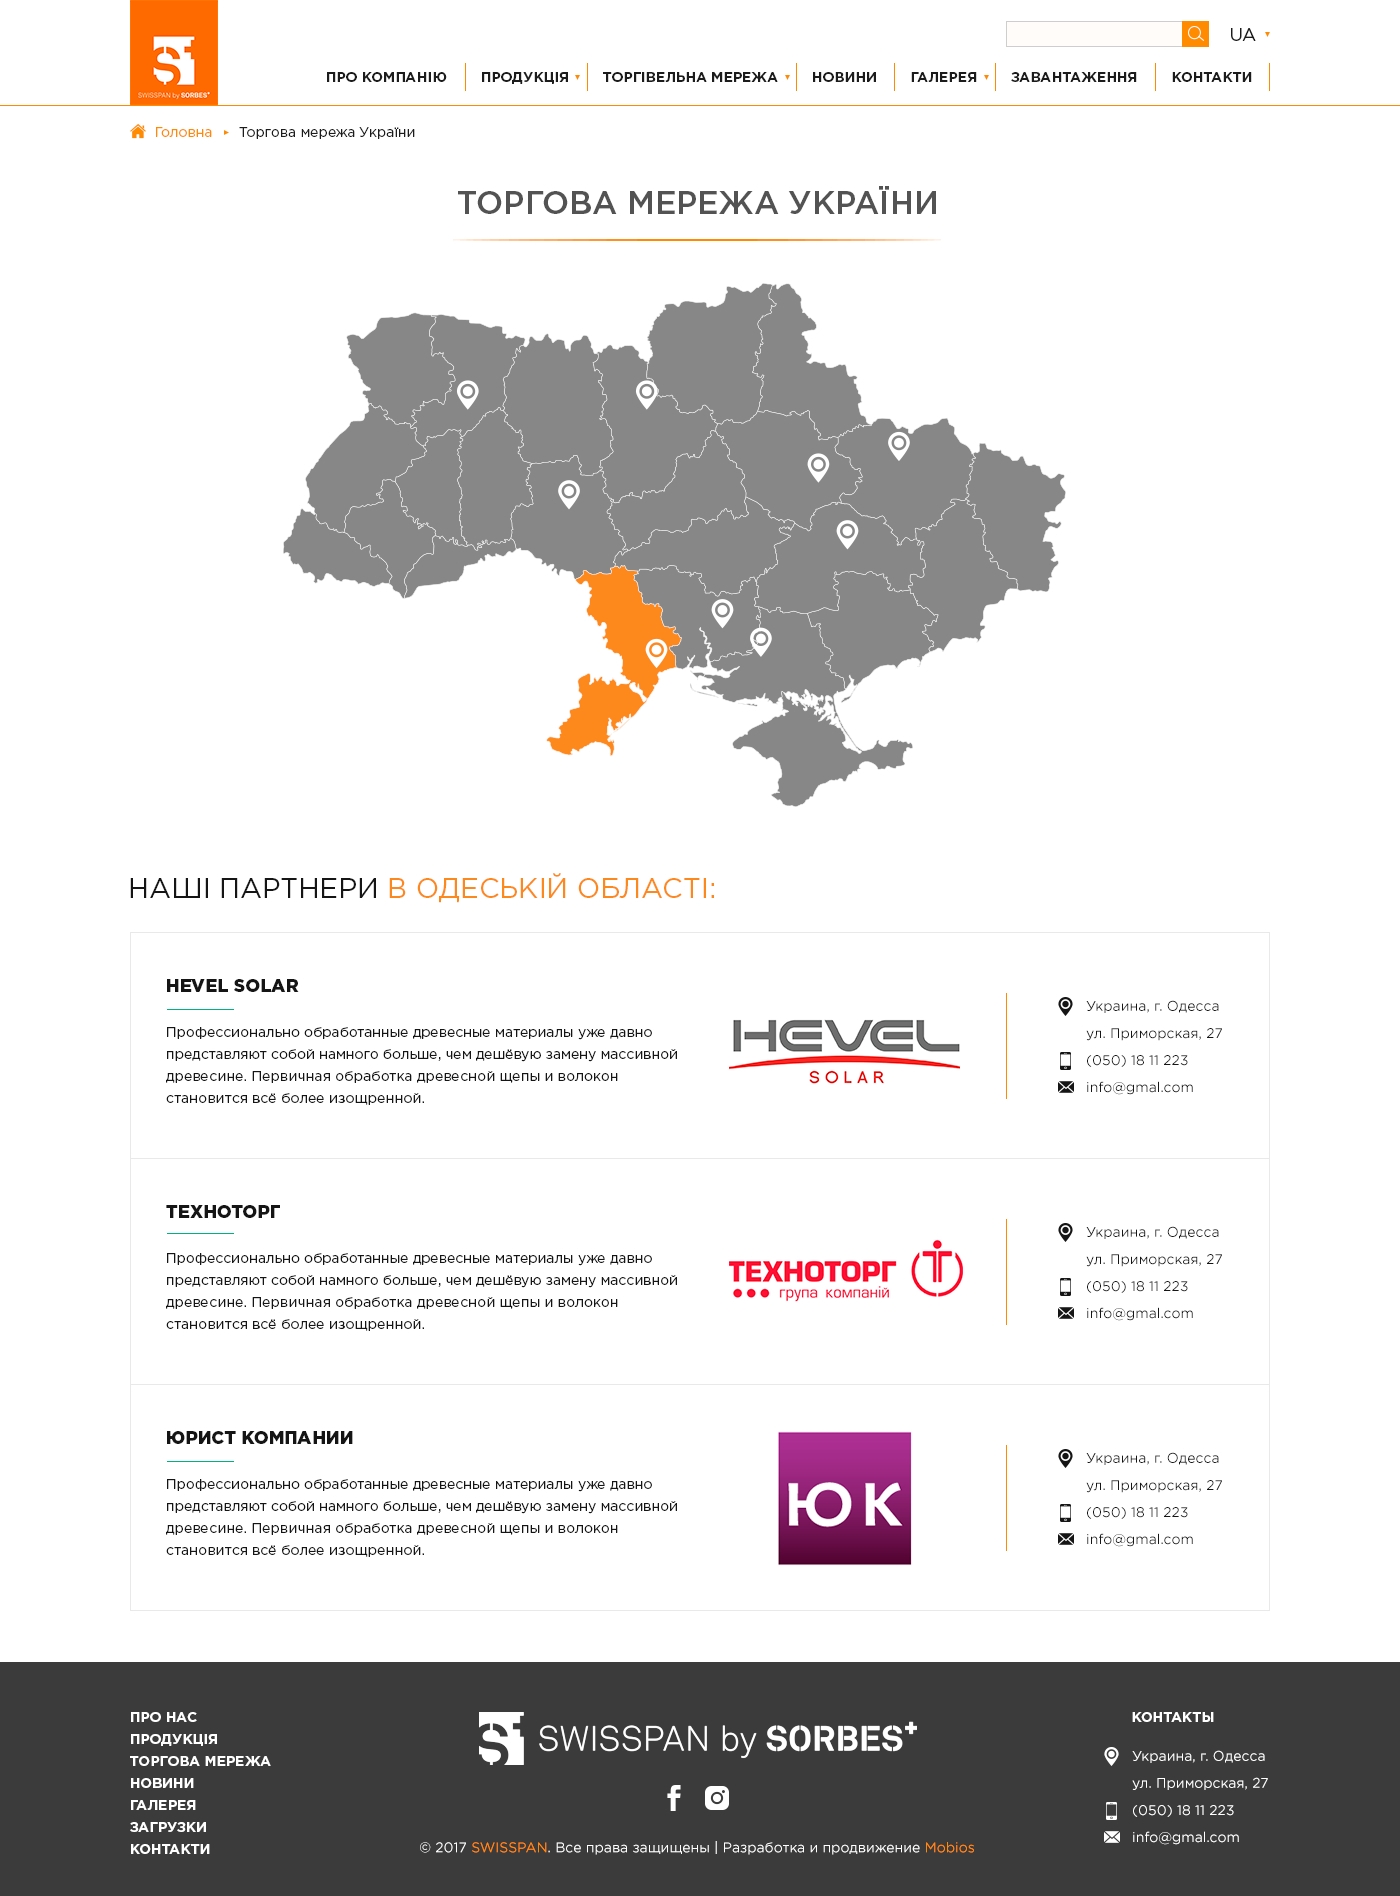 UA
SWISSPAN by SORBES+
ПРО КОМПАНІЮ ПРОДУКЦІЯ ТОРГІВЕЛЬНА МЕРЕЖА НОВИНИ ГАЛЕРЕЯ ЗАВАНТАЖЕННЯ КОНТАКТИ
Головна Торгова мережа України
ТОРГОВА МЕРЕЖА УКРАЇНИ
НАШІ ПАРТНЕРИ В ОДЕСЬКІЙ ОБЛАСТІ:
HEVEL SOLAR
Профессионально обработанные древесные материалы уже давно
представляют собой намного больше, чем дешёвую замену массивной
древесине. Первичная обработка древесной щепы и волокон
становится всё более изощренной.
HEVEL
SOLAR
Украина, г. Одесса
ул. Приморская, 27
(050) 18 11 223
info@gmal.com
ТЕХНОТОРГ
Профессионально обработанные древесные материалы уже давно
представляют собой намного больше, чем дешёвую замену массивной
древесине. Первичная обработка древесной щепы и волокон
становится всё более изощренной.
ТЕХНОТОРГ
група компаній
Украина, г. Одесса
ул. Приморская, 27
(050) 18 11 223
info@gmal.com
ЮРИСТ КОМПАНИИ
Профессионально обработанные древесные материалы уже давно
представляют собой намного больше, чем дешёвую замену массивной
древесине. Первичная обработка древесной щепы и волокон
становится всё более изощренной.
ЮК
Украина, г. Одесса
ул. Приморская, 27
(050) 18 11 223
info@gmal.com
ПРО НАС
ПРОДУКЦІЯ
ТОРГОВА МЕРЕЖА
НОВИНИ
ГАЛЕРЕЯ
ЗАГРУЗКИ
КОНТАКТИ
SWISSPAN by SORBES+
© 2017 SWISSPAN. Все права защищены | Разработка и продвижение Mobios
КОНТАКТЫ
Украина, г. Одесса
ул. Приморская, 27
(050) 18 11 223
info@gmal.com